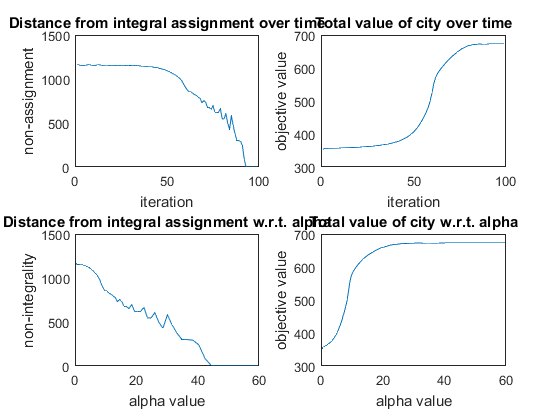 Distance from integral assignment over time
Total value of city over time
1500
1000
500
0
non-assignment
0
50
100
iteration
700
600
500
400
300
objective value
0
50
100
iteration
Distance from integral assignment w.r.t. alpha
Total value of city w.r.t. alpha
1500
1000
500
0
non-integrality
0
20
40
60
alpha value
700
600
500
400
300
objective value
0
20
40
60
alpha value